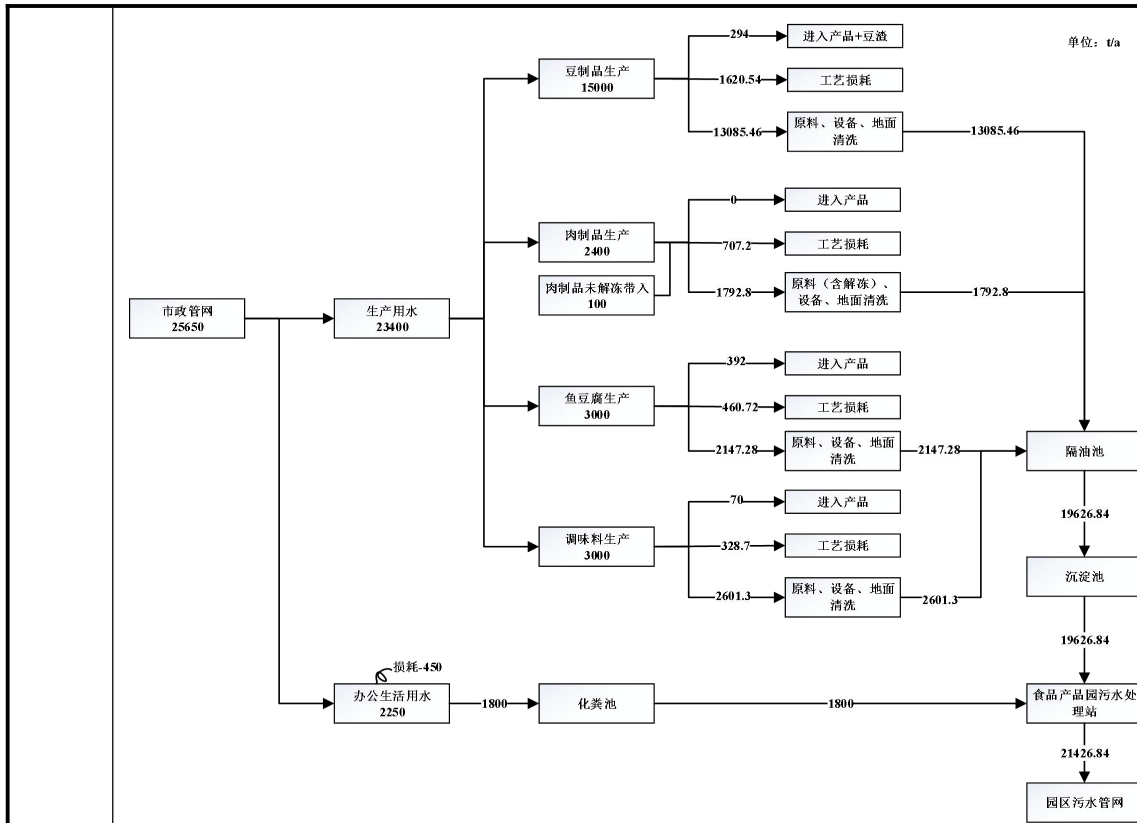 单位：t/a
294
进入产品+豆渣
豆制品生产
15000
1620.54
工艺损耗
13085.46
原料、设备、地面
清洗
13085.46
0
进入产品
肉制品生产
2400
707.2
工艺损耗
肉制品未解冻带入
100
1792.8
原料（含解冻）、
设备、地面清洗
1792.8
市政管网
25650
生产用水
23400
392
进入产品
鱼豆腐生产
3000
460.72
工艺损耗
2147.28
原料、设备、地面
清洗
2147.28
隔油池
70
进入产品
19626.84
调味料生产
3000
328.7
工艺损耗
沉淀池
2601.3
原料、设备、地面
清洗
2601.3
19626.84
损耗-450
办公生活用水
2250
1800
化粪池
1800
食品产品园污水处
理站
21426.84
园区污水管网